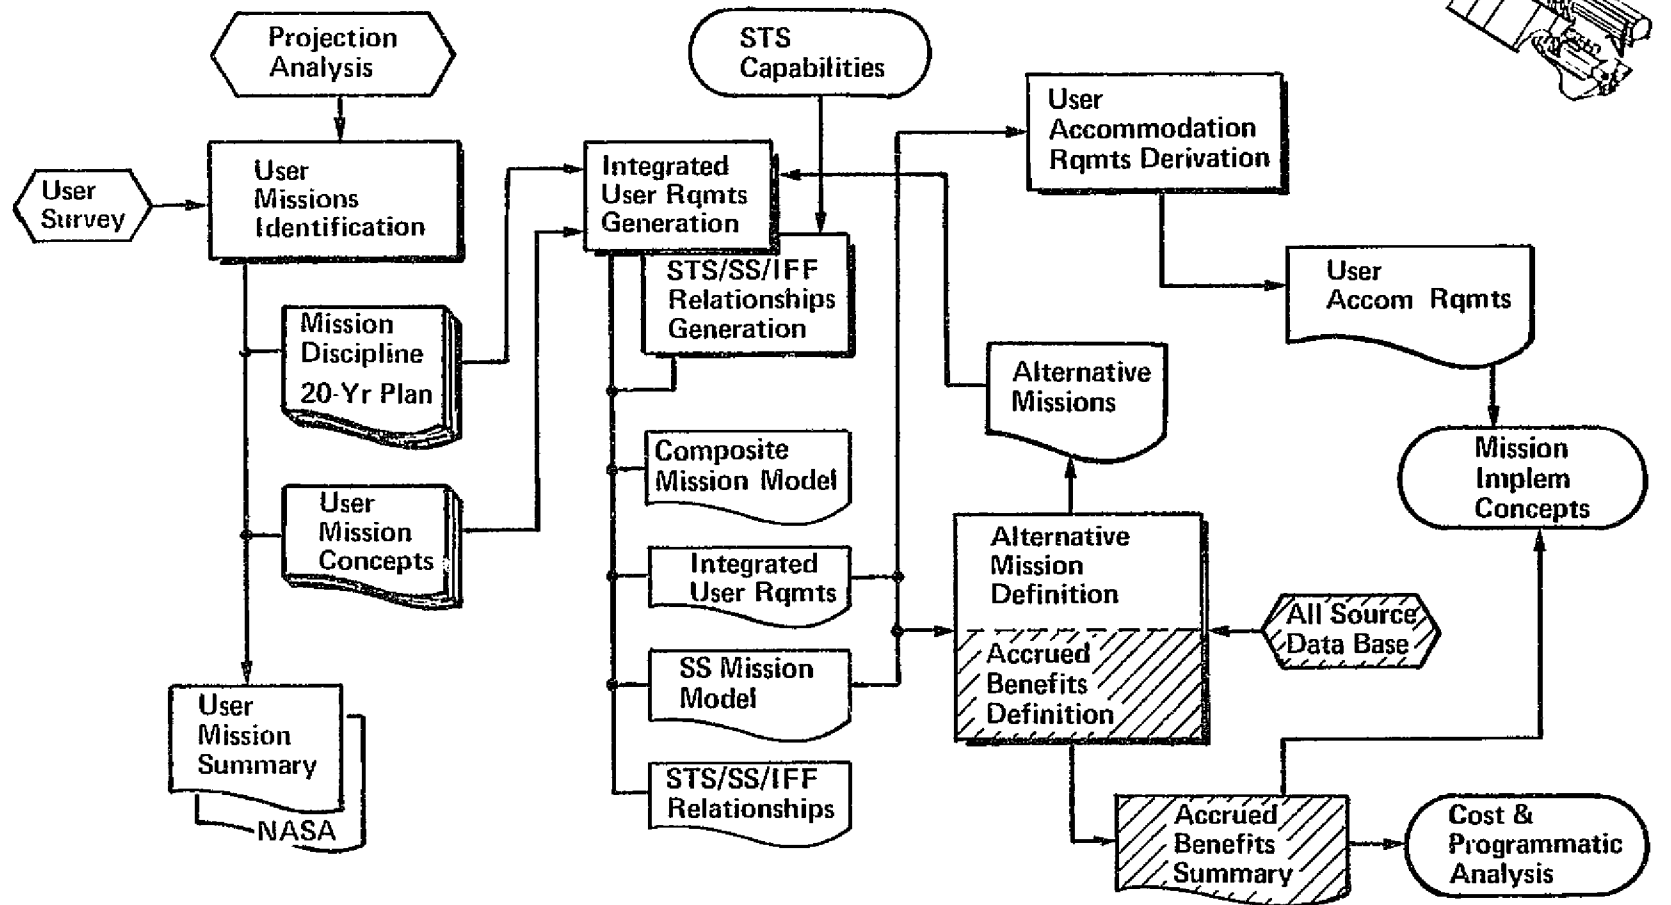 Projection
Analysis
STS
Capabilities
User
Survey
User
Missions
Identification
Integrated
User Rqmts
Generation
User
Accommodation
Rqmts Derivation
STS/SS/IFF
Relationships
Generation
User
Accom Rqmts
Mission
Discipline
20-Yr Plan
Alternative
Missions
Composite
Mission Model
Mission
Implem
Concepts
User
Mission
Concepts
Integrated
User Rqmts
Alternative
Mission
Definition
All Source
Data Base
Accrued
Benefits
Definition
SS Mission
Model
User
Mission
Summary
NASA
STS/SS/IFF
Relationships
Accrued
Benefits
Summary
Cost &
Programmatic
Analysis